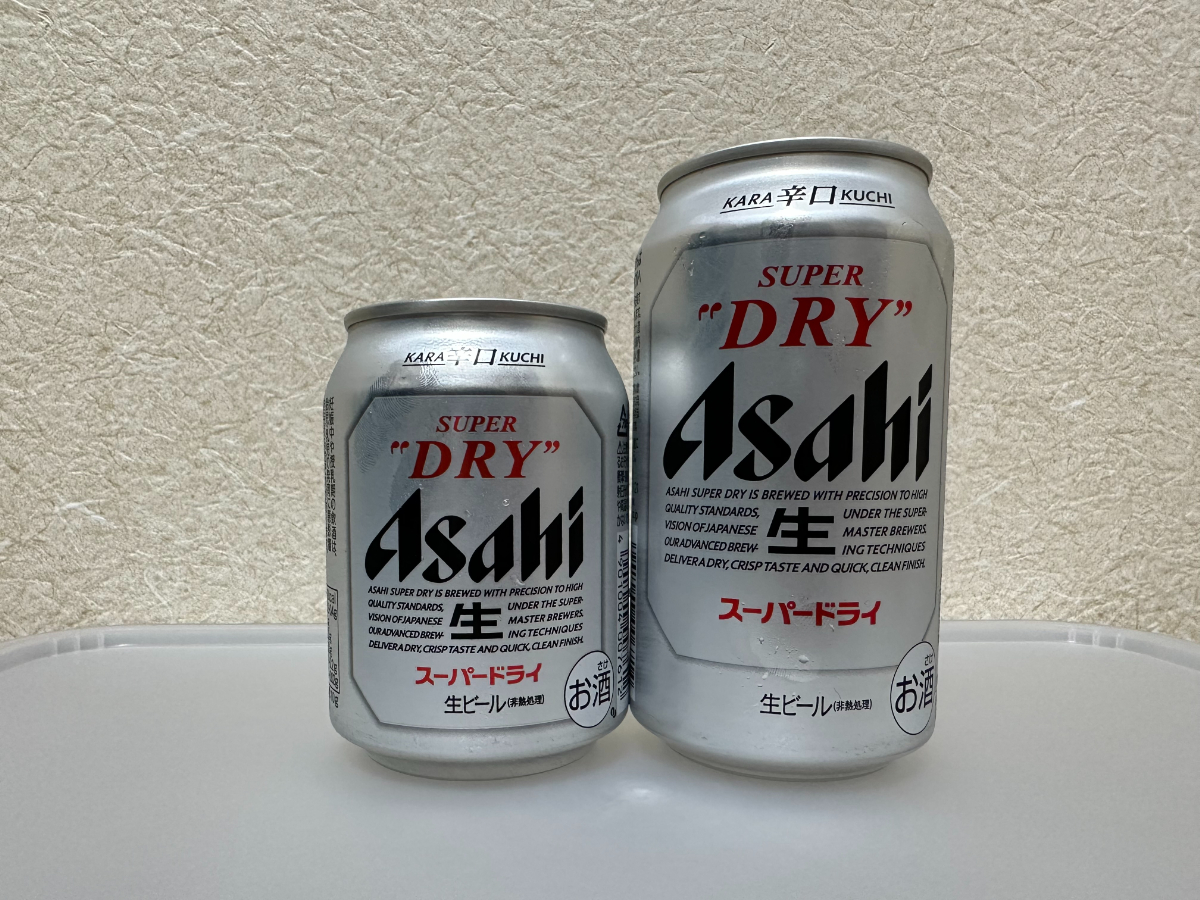 KARA 辛口 KUCHI
SUPER
"DRY"
Asahi
ASAHI SUPER DRY IS BREWED WITH PRECISION TO HIGH
QUALITY STANDARDS, UNDER THE SUPER-
VISION OF JAPANESE MASTER BREWERS.
OUR ADVANCED BREW- ING TECHNIQUES
DELIVER A DRY, CRISP TASTE AND QUICK, CLEAN FINISH.
生
スーパードライ
生ビール(非熱処理)
さけ
お酒
KARA 辛口 KUCHI
SUPER
"DRY"
Asahi
ASAHI SUPER DRY IS BREWED WITH PRECISION TO HIGH
QUALITY STANDARDS, UNDER THE SUPER-
VISION OF JAPANESE MASTER BREWERS.
OUR ADVANCED BREW- ING TECHNIQUES
DELIVER A DRY, CRISP TASTE AND QUICK, CLEAN FINISH.
生
スーパードライ
生ビール(非熱処理)
さけ
お酒